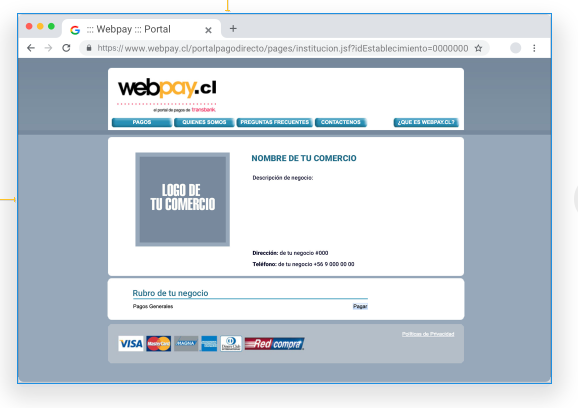 ::: Webpay ::: Portal
https://www.webpay.cl/portalpagodirecto/pages/institucion.jsf?idEstablecimiento=0000000
webpay.cl
el portal de pagos de transbank.
PAGOS QUIENES SOMOS PREGUNTAS FRECUENTES CONTACTENOS ¿QUE ES WEBPAY.CL?
NOMBRE DE TU COMERCIO
Descripción de negocio:
LOGO DE
TU COMERCIO
Dirección: de tu negocio #000
Teléfono: de tu negocio +56 9 000 00 00
Rubro de tu negocio
Pagos Generales Pagar
Políticas de Privacidad
VISA MasterCard MAGNA Diners Club Red compra